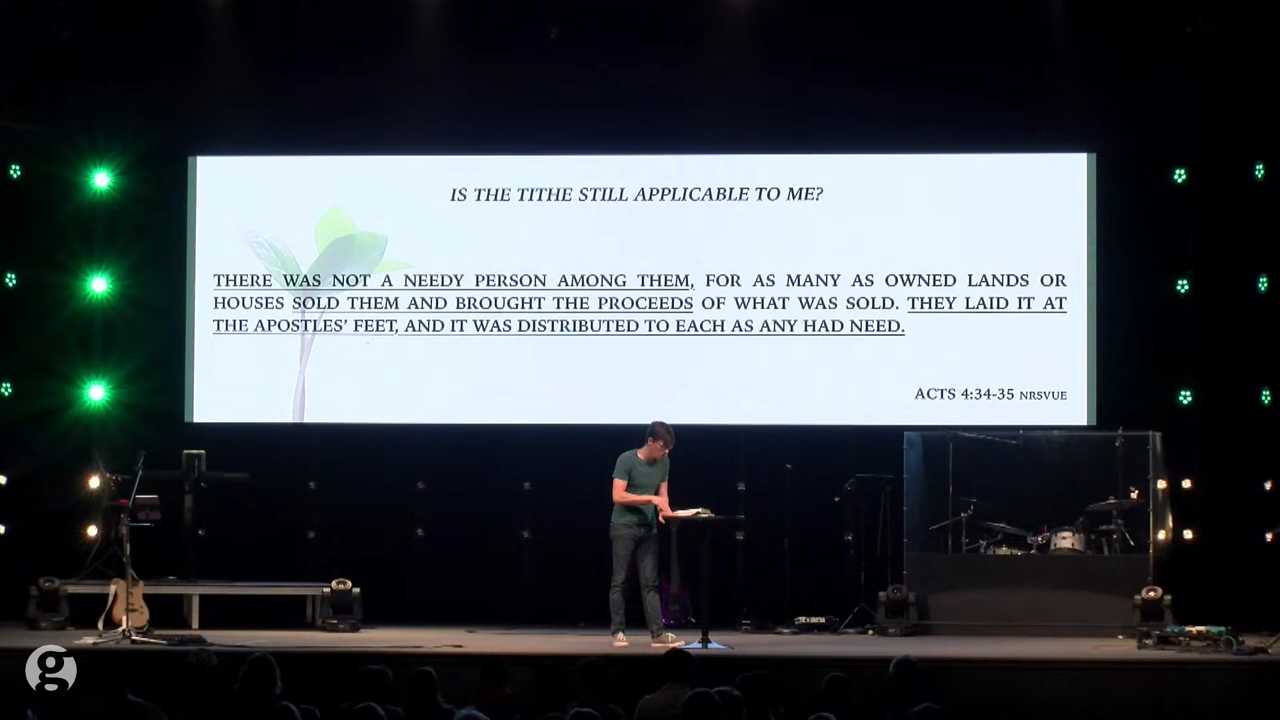 IS THE TITHE STILL APPLICABLE TO ME?
THERE WAS NOT A NEEDY PERSON AMONG THEM, FOR AS MANY AS OWNED LANDS OR
HOUSES SOLD THEM AND BROUGHT THE PROCEEDS OF WHAT WAS SOLD. THEY LAID IT AT
THE APOSTLES' FEET, AND IT WAS DISTRIBUTED TO EACH AS ANY HAD NEED.
ACTS 4:34-35 NRSVUE
g